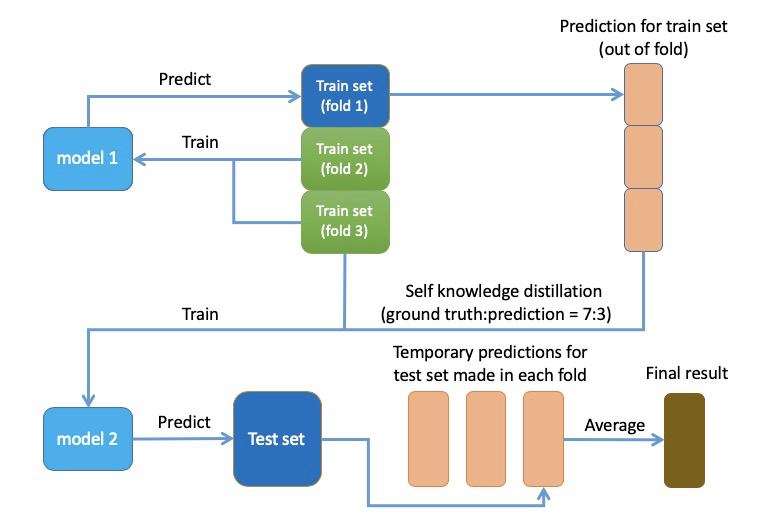 Prediction for train set
(out of fold)
Predict
Train set
(fold 1)
model 1
Train
Train set
(fold 2)
Train set
(fold 3)
Self knowledge distillation
(ground truth:prediction = 7:3)
Train
Temporary predictions for
test set made in each fold
Final result
model 2
Predict
Test set
Average